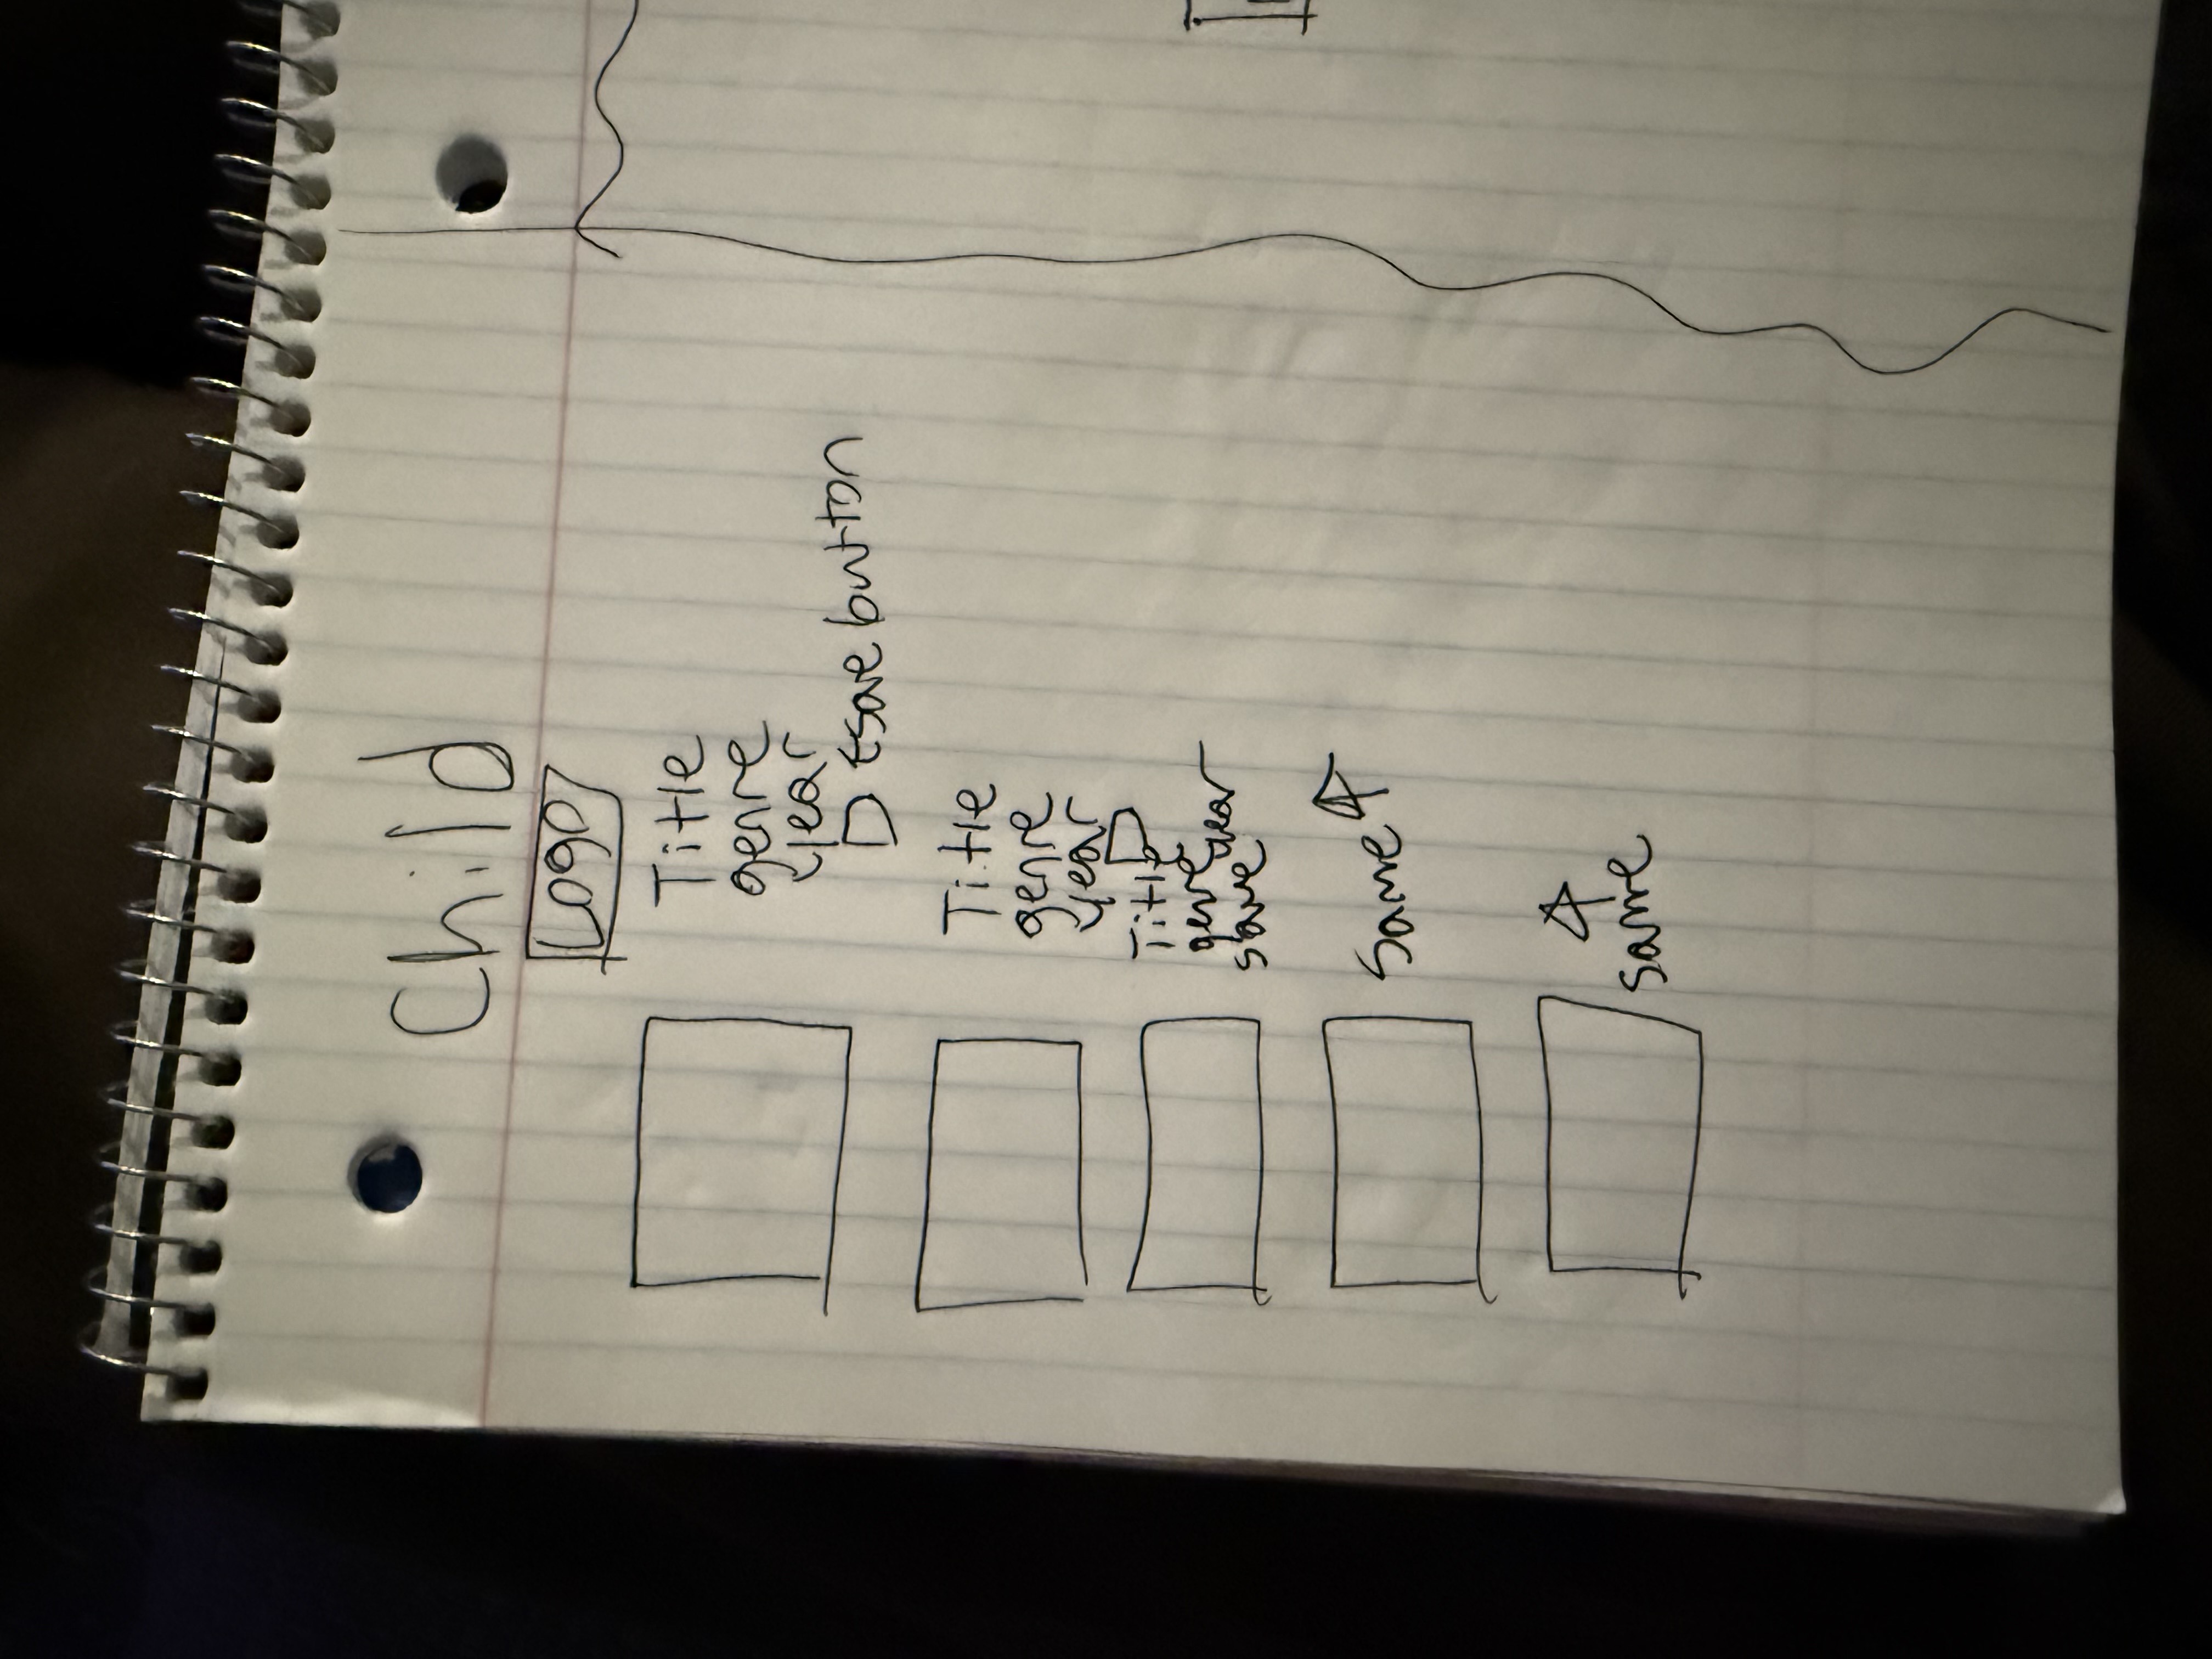 Child
Logo
Title
genre
year
save button
Title
genre
year
Title
genre
year
save
Same
same